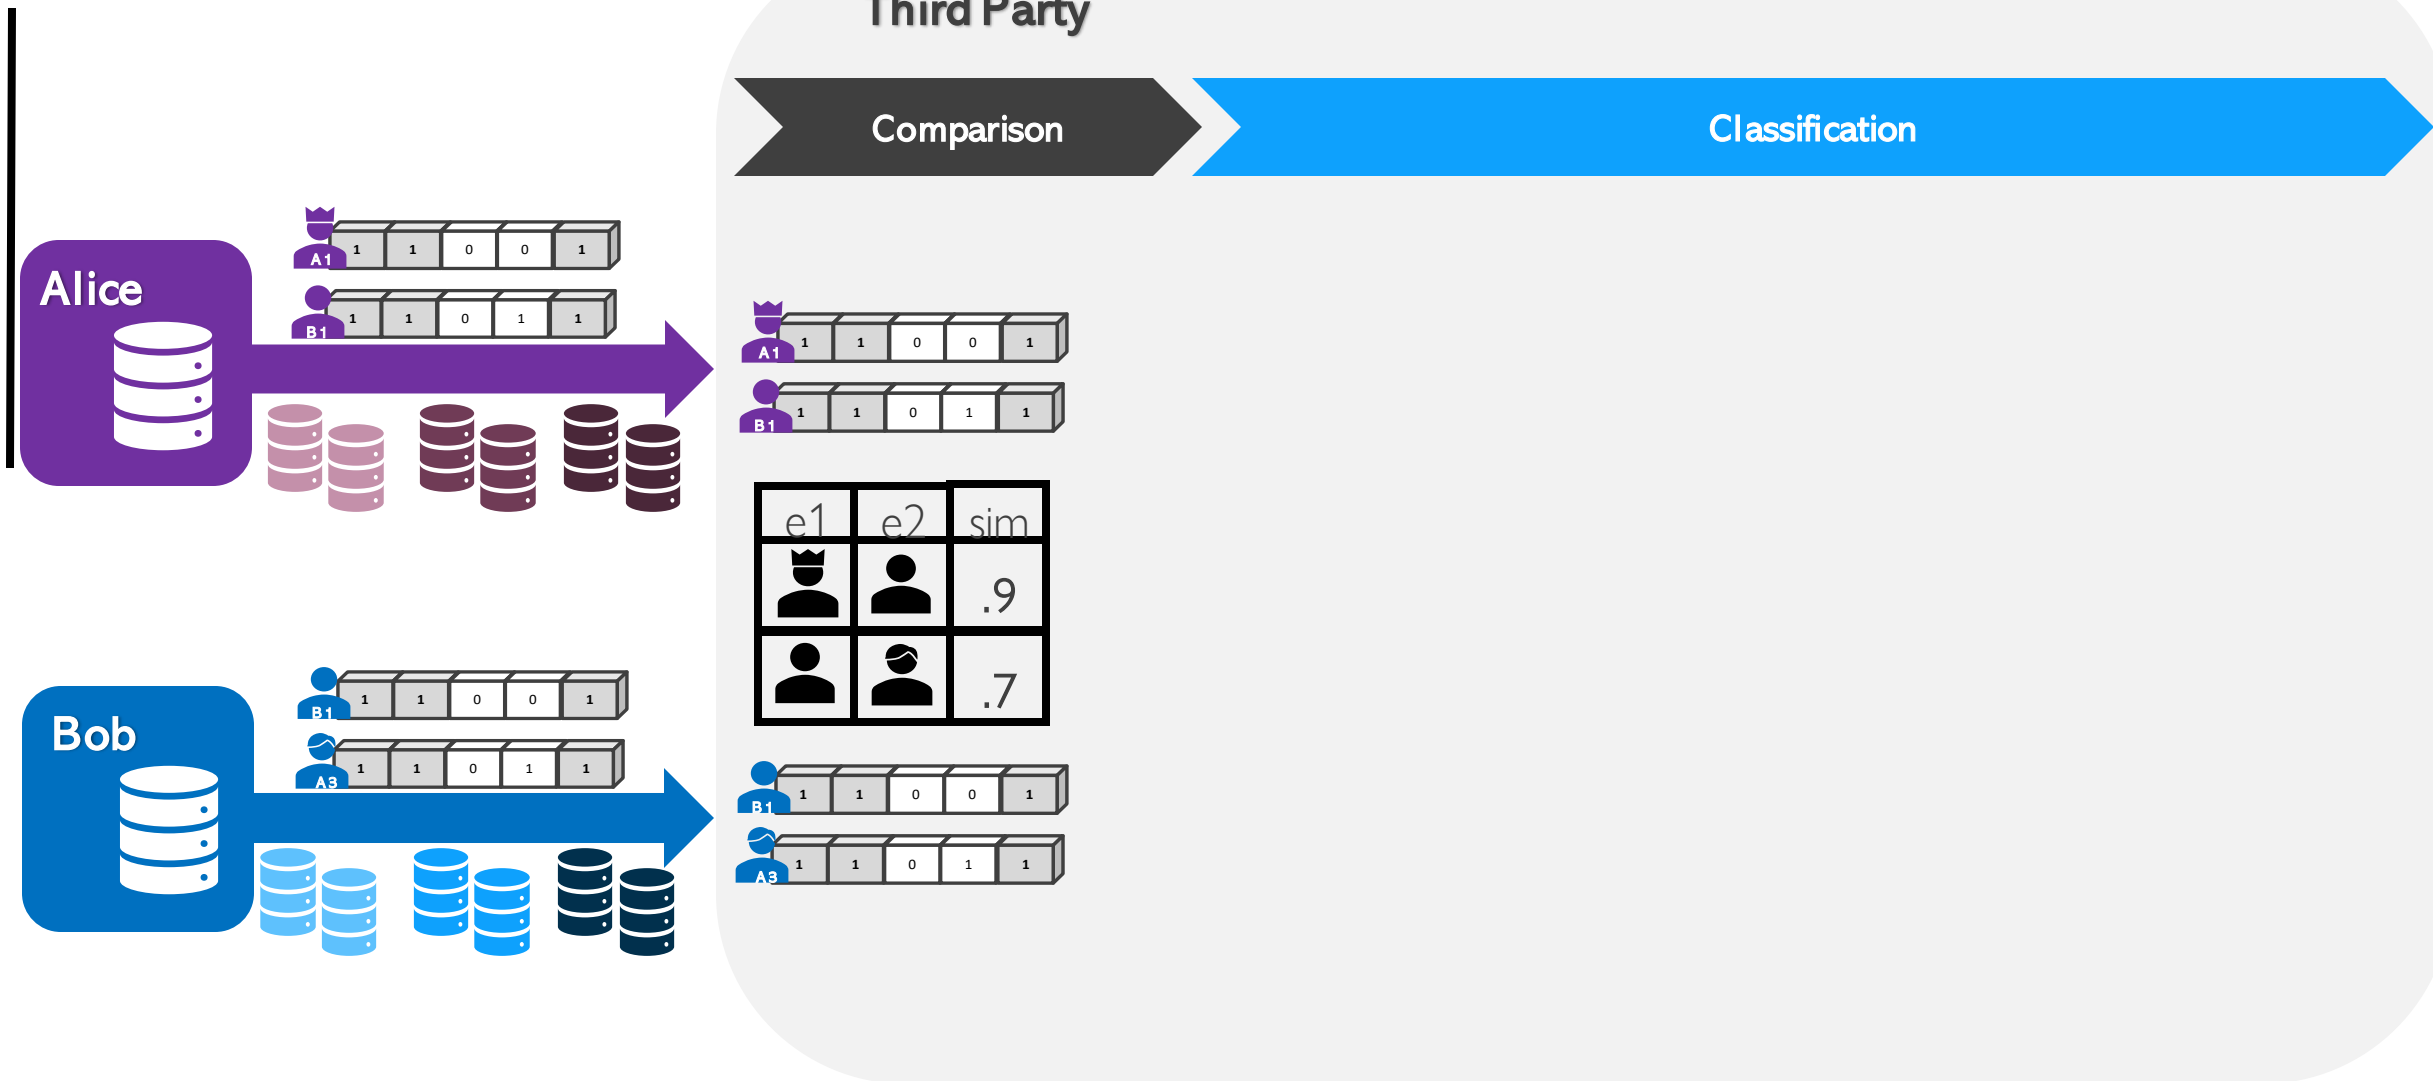 Third Party
Comparison
Classification
Alice
A1 1 1 0 0 1
B1 1 1 0 1 1
A1 1 1 0 0 1
B1 1 1 0 1 1
e1 e2 sim
.9
.7
Bob
B1 1 1 0 0 1
A3 1 1 0 1 1
B1 1 1 0 0 1
A3 1 1 0 1 1